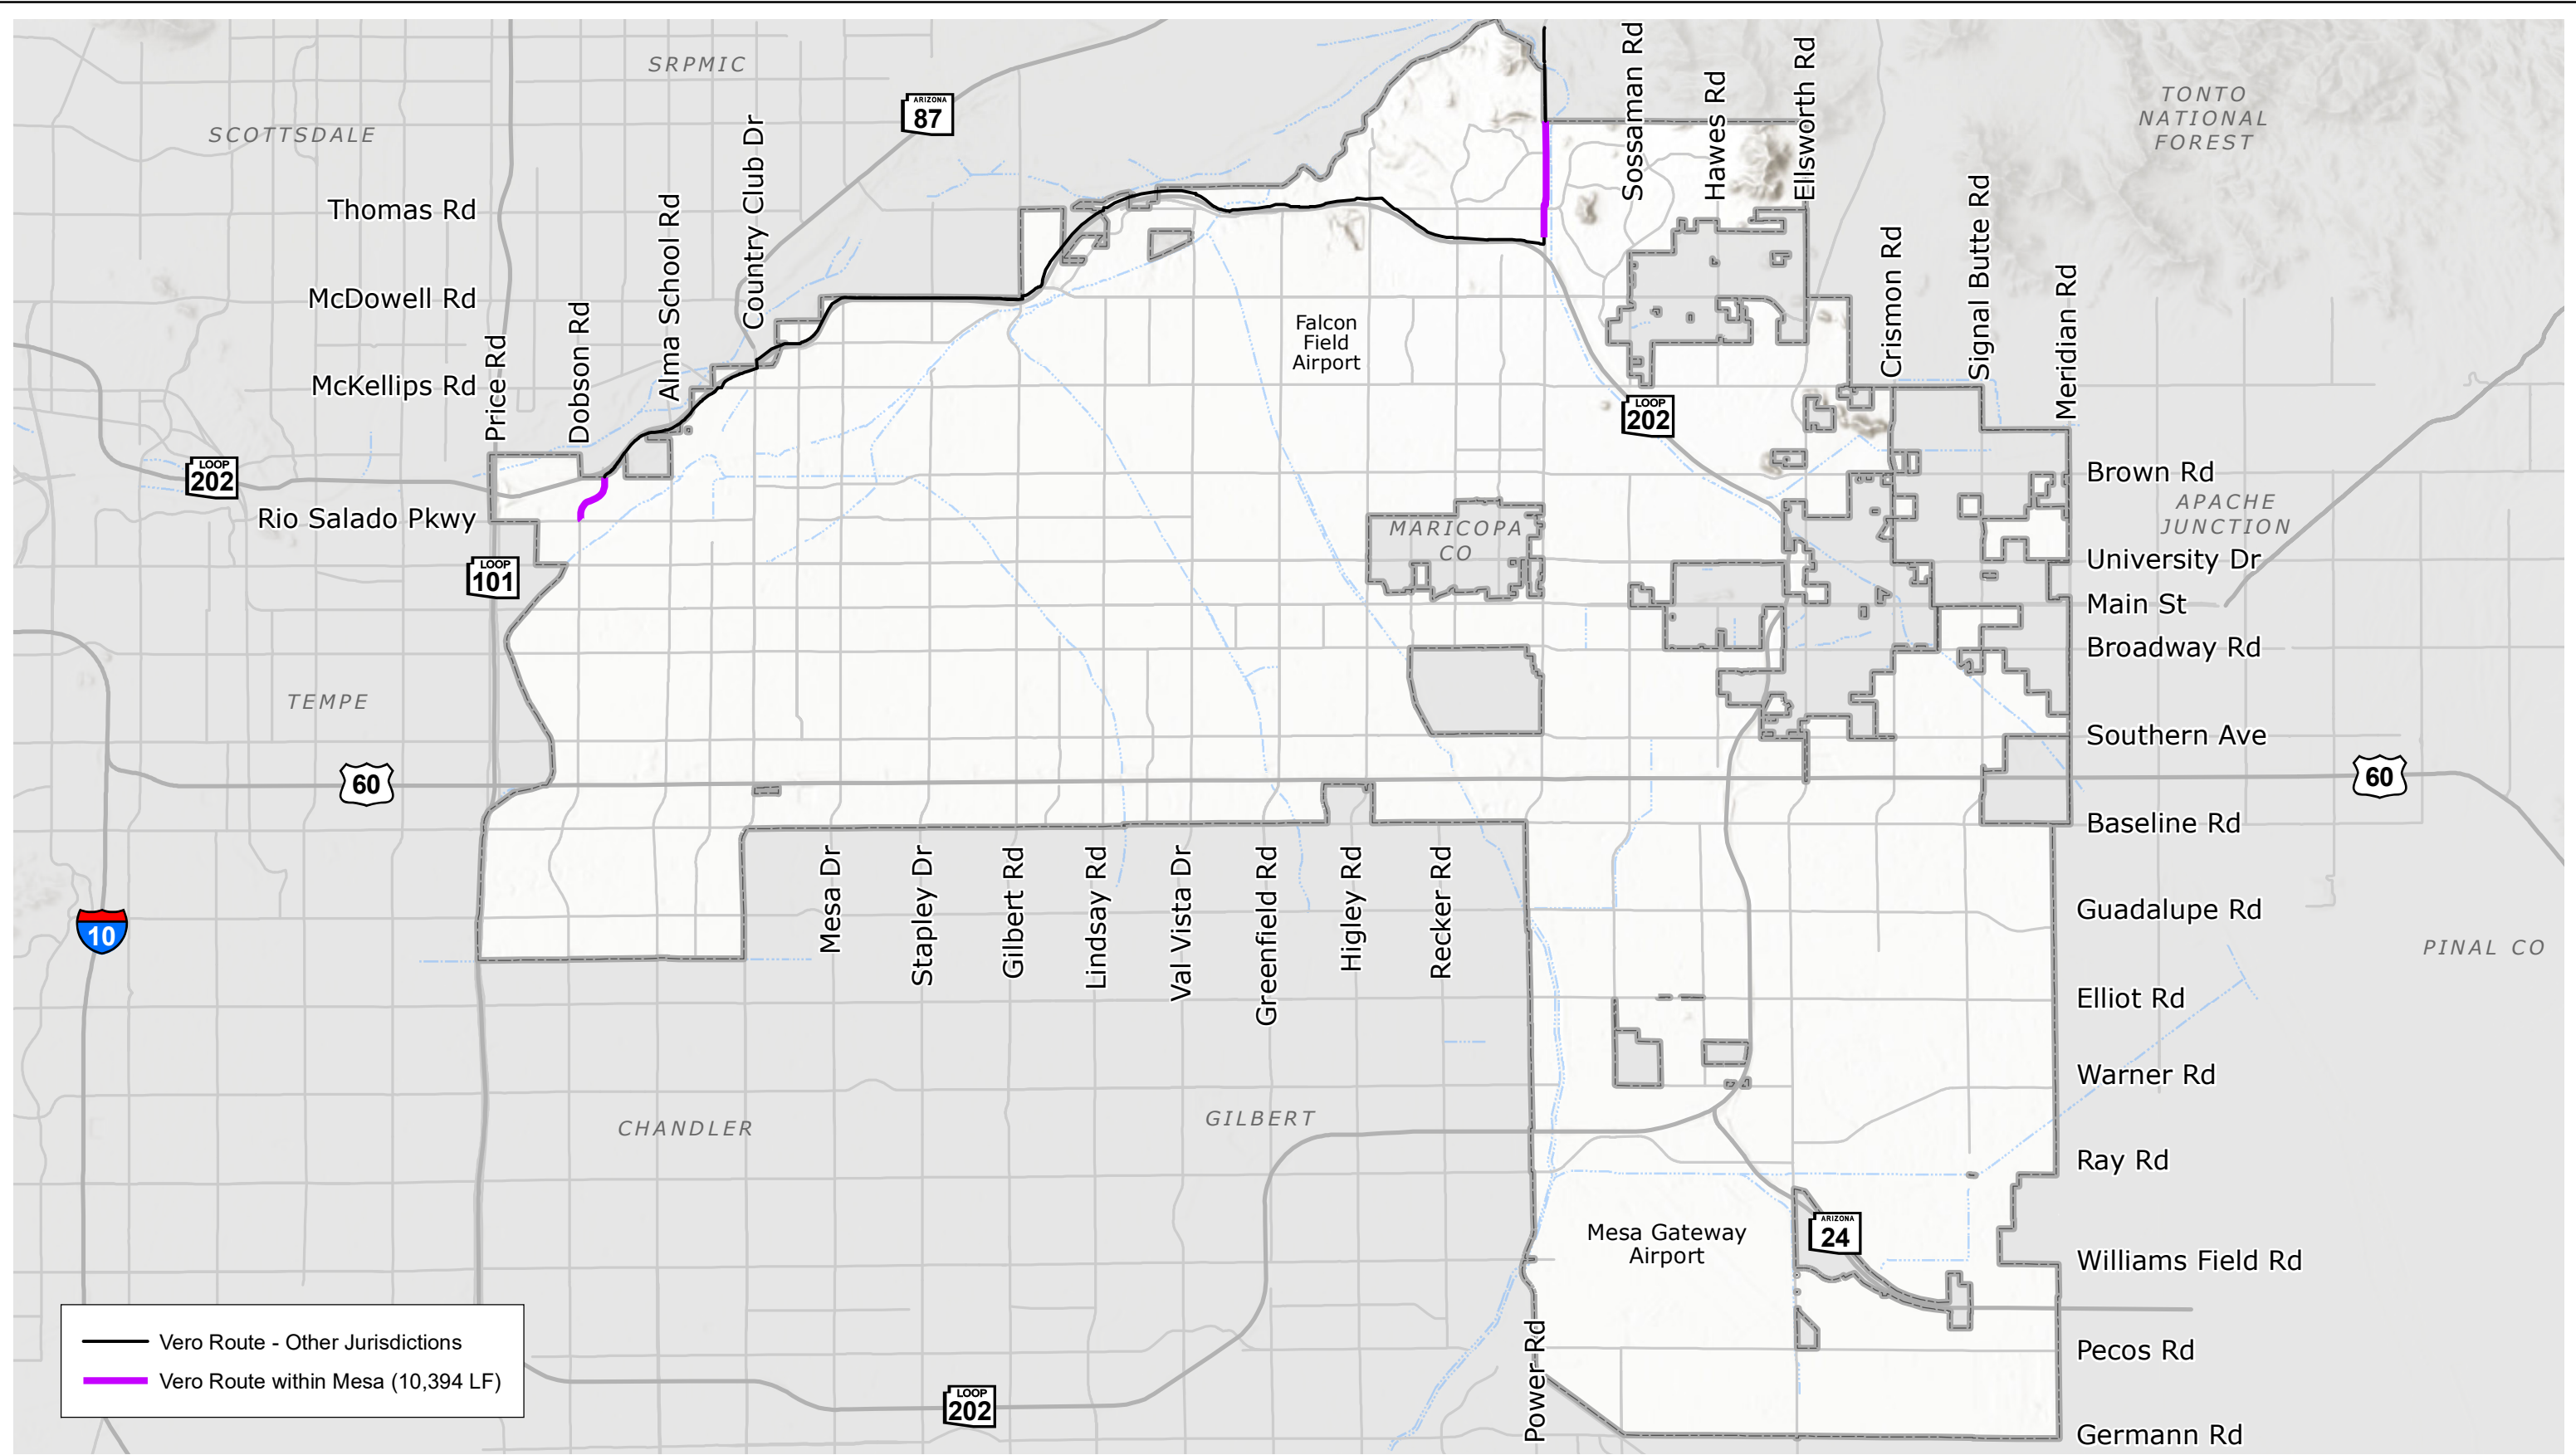 SRPMIC
SCOTTSDALE
ARIZONA
87
TONTO
NATIONAL
FOREST
Sossaman Rd
Hawes Rd
Ellsworth Rd
Country Club Dr
Alma School Rd
Dobson Rd
Price Rd
Thomas Rd
McDowell Rd
McKellips Rd
Rio Salado Pkwy
Falcon
Field
Airport
Crismon Rd
Signal Butte Rd
Meridian Rd
LOOP
202
LOOP
202
LOOP
101
MARICOPA
CO
Brown Rd
APACHE
JUNCTION
University Dr
Main St
Broadway Rd
Southern Ave
Baseline Rd
Guadalupe Rd
Elliot Rd
Warner Rd
Ray Rd
Williams Field Rd
Pecos Rd
Germann Rd
TEMPE
60
60
10
PINAL CO
Mesa Dr
Stapley Dr
Gilbert Rd
Lindsay Rd
Val Vista Dr
Greenfield Rd
Higley Rd
Recker Rd
CHANDLER
GILBERT
Mesa Gateway
Airport
ARIZONA
24
Power Rd
LOOP
202
Vero Route - Other Jurisdictions
Vero Route within Mesa (10,394 LF)